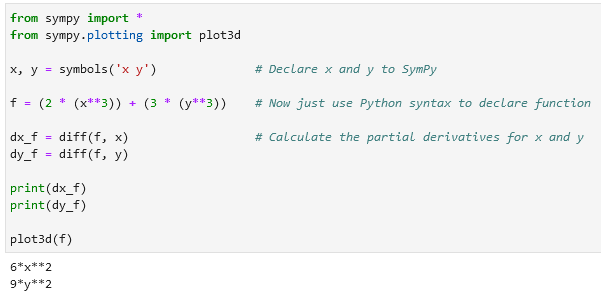 from sympy import *
from sympy.plotting import plot3d
x, y = symbols('x y') # Declare x and y to SymPy
f = (2 * (x**3)) + (3 * (y**3)) # Now just use Python syntax to declare function
dx_f = diff(f, x) # Calculate the partial derivatives for x and y
dy_f = diff(f, y)
print(dx_f)
print(dy_f)
plot3d(f)
6*x**2
9*y**2